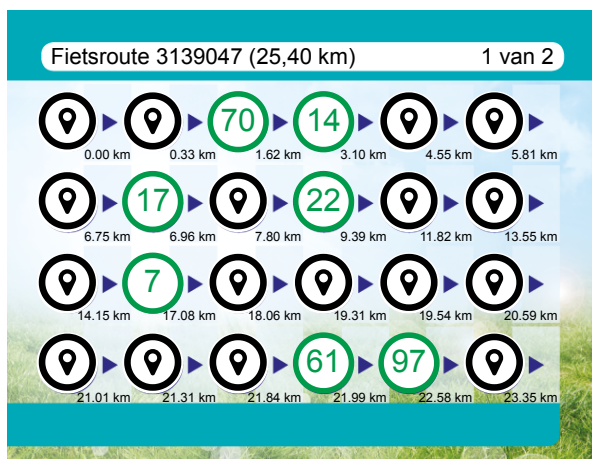 Fietsroute 3139047 (25,40 km) 1 van 2
70 14
0.00 km 0.33 km 1.62 km 3.10 km 4.55 km 5.81 km
17 22
6.75 km 6.96 km 7.80 km 9.39 km 11.82 km 13.55 km
7
14.15 km 17.08 km 18.06 km 19.31 km 19.54 km 20.59 km
61 97
21.01 km 21.31 km 21.84 km 21.99 km 22.58 km 23.35 km